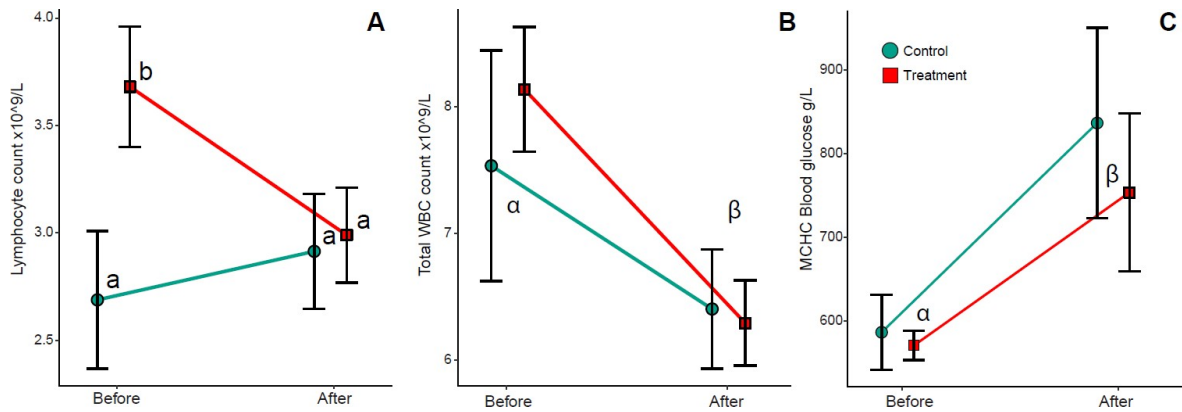 A
Lymphocyte count x10^9/L
4.0
3.5
3.0
2.5
b
a
a
a
Before
After
B
Total WBC count x10^9/L
8
7
6
α
β
Before
After
C
MCHC Blood glucose g/L
900
800
700
600
Control
Treatment
β
α
Before
After